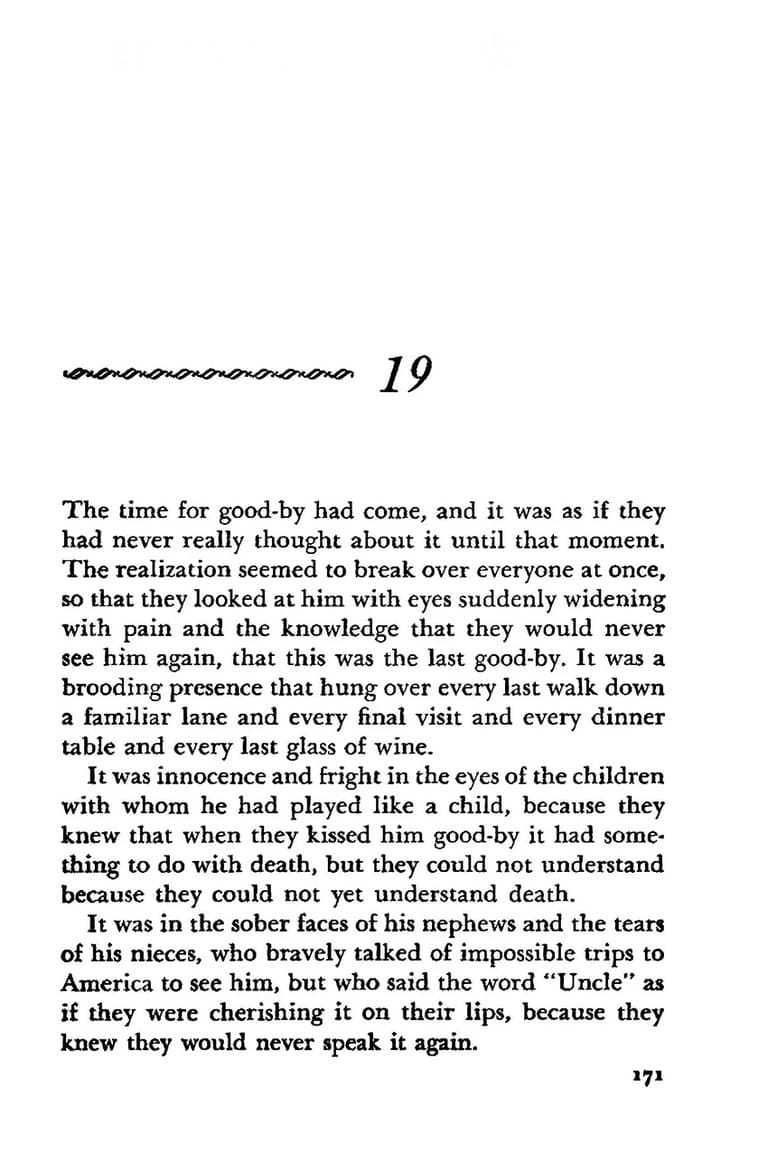 19
The time for good-by had come, and it was as if they
had never really thought about it until that moment.
The realization seemed to break over everyone at once,
so that they looked at him with eyes suddenly widening
with pain and the knowledge that they would never
see him again, that this was the last good-by. It was a
brooding presence that hung over every last walk down
a familiar lane and every final visit and every dinner
table and every last glass of wine.
It was innocence and fright in the eyes of the children
with whom he had played like a child, because they
knew that when they kissed him good-by it had some-
thing to do with death, but they could not understand
because they could not yet understand death.
It was in the sober faces of his nephews and the tears
of his nieces, who bravely talked of impossible trips to
America to see him, but who said the word “Uncle” as
if they were cherishing it on their lips, because they
knew they would never speak it again.
171